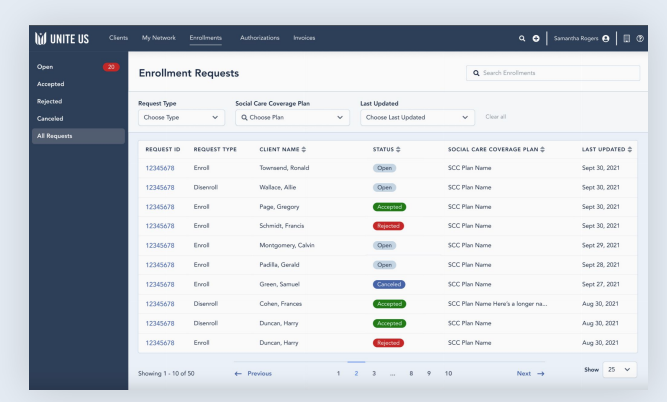 UNITE US Clients My Network Enrollments Authorizations Invoices Samantha Rogers
Open 20
Accepted
Rejected
Canceled
All Requests
Enrollment Requests Search Enrollments
Request Type Social Care Coverage Plan Last Updated
Choose Type Choose Plan Choose Last Updated Clear all
REQUEST ID REQUEST TYPE CLIENT NAME STATUS SOCIAL CARE COVERAGE PLAN LAST UPDATED
12345678 Enroll Townsend, Ronald Open SCC Plan Name Sept 30, 2021
12345678 Disenroll Wallace, Allie Open SCC Plan Name Sept 30, 2021
12345678 Enroll Page, Gregory Accepted SCC Plan Name Sept 30, 2021
12345678 Enroll Schmidt, Francis Rejected SCC Plan Name Sept 30, 2021
12345678 Enroll Montgomery, Calvin Open SCC Plan Name Sept 29, 2021
12345678 Enroll Padilla, Gerald Open SCC Plan Name Sept 28, 2021
12345678 Enroll Green, Samuel Canceled SCC Plan Name Sept 27, 2021
12345678 Disenroll Cohen, Frances Accepted SCC Plan Name Here's a longer na... Aug 30, 2021
12345678 Disenroll Duncan, Harry Accepted SCC Plan Name Aug 30, 2021
12345678 Enroll Duncan, Harry Rejected SCC Plan Name Aug 30, 2021
Showing 1 - 10 of 50 ← Previous 1 2 3 ... 8 9 10 Next → Show 25